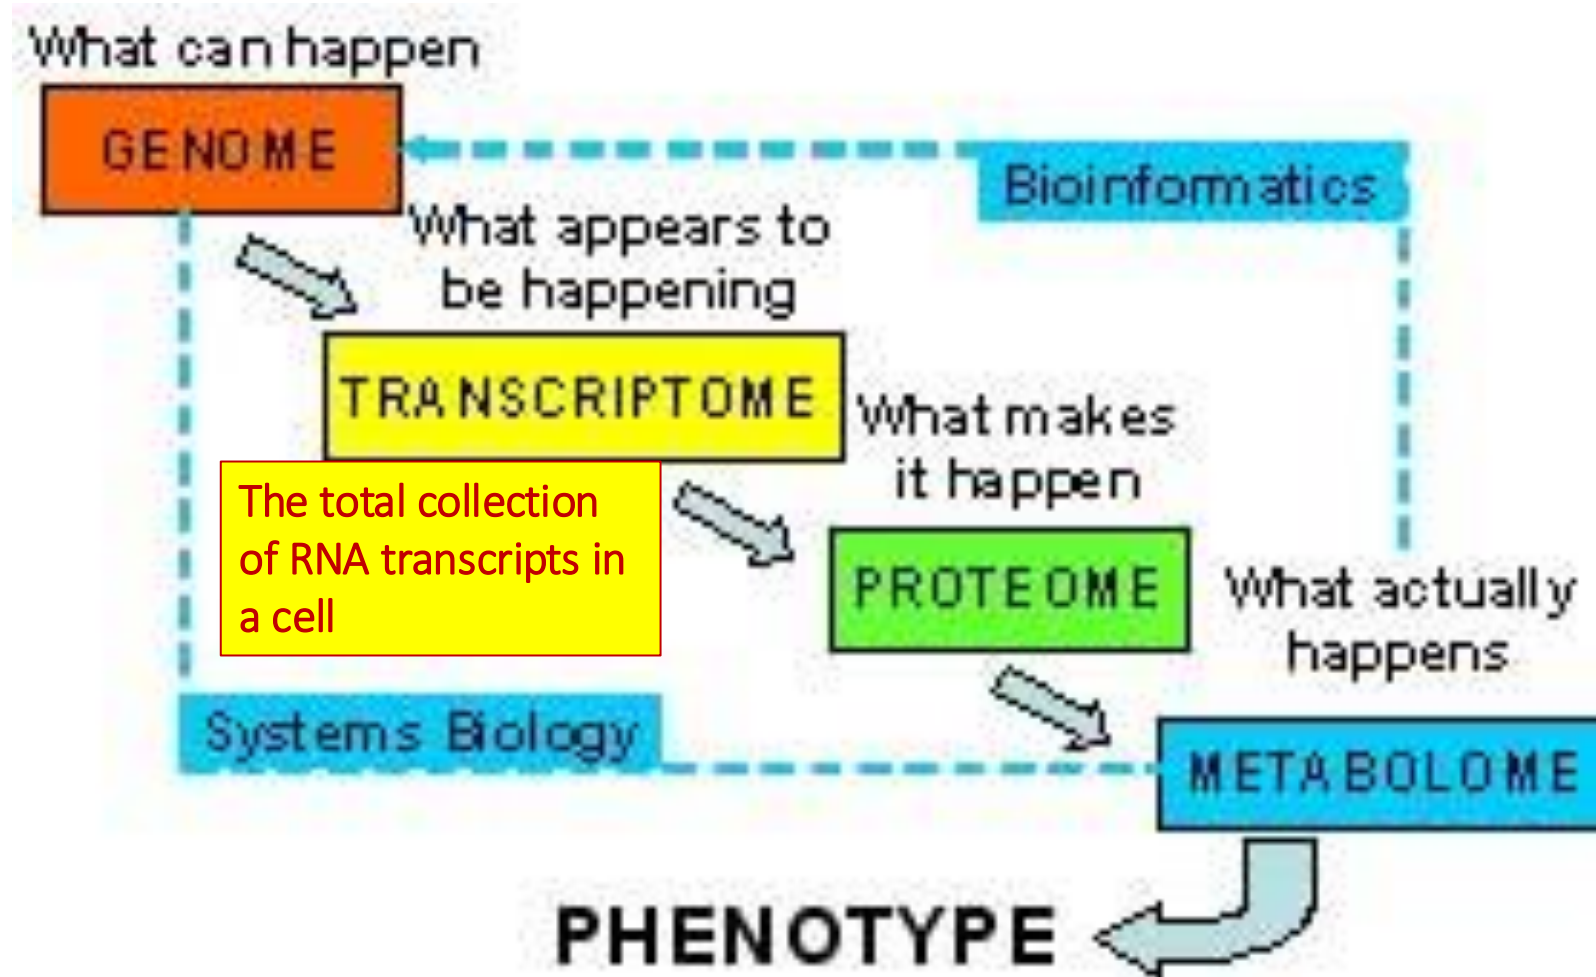 What can happen
GENOME
Bioinformatics
What appears to
be happening
TRANSCRIPTOME
What makes
it happen
The total collection
of RNA transcripts in
a cell
PROTEOME
What actually
happens
Systems Biology
METABOLOME
PHENOTYPE